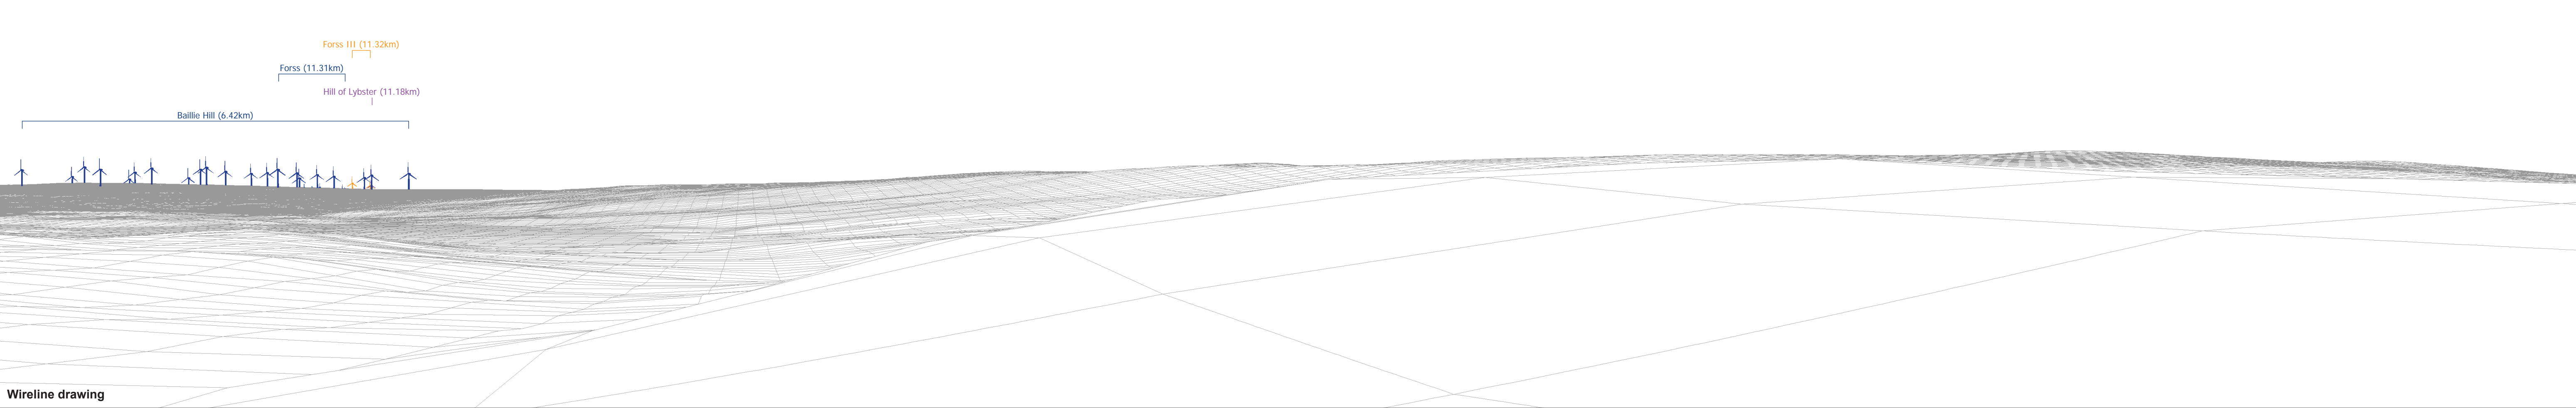 Forss III (11.32km)
Forss (11.31km)
Hill of Lybster (11.18km)
Baillie Hill (6.42km)
Wireline drawing